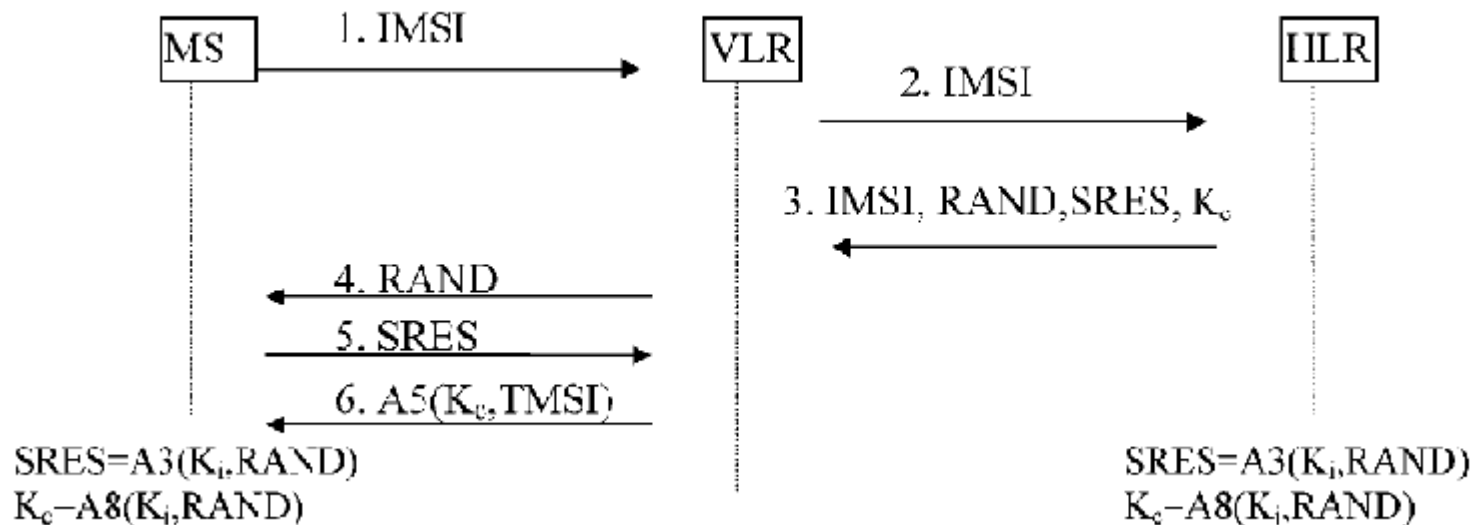 MS
1. IMSI
VLR
HLR
2. IMSI
3. IMSI, RAND,SRES, Kc
4. RAND
5. SRES
6. A5(Kc,TMSI)
SRES=A3(Ki,RAND)
Kc=A8(Ki,RAND)
SRES=A3(Ki,RAND)
Kc=A8(Ki,RAND)